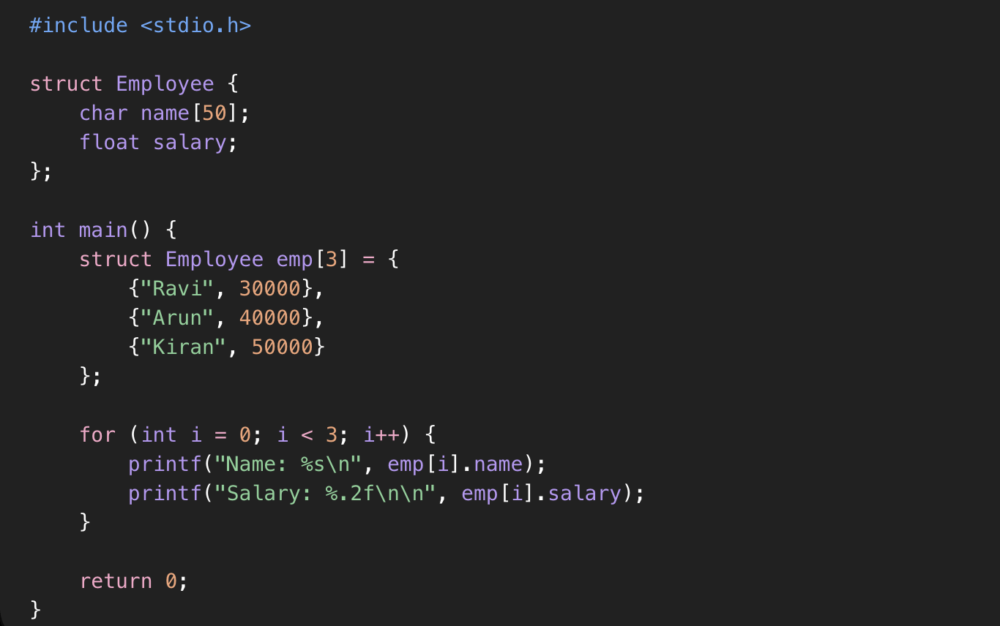 #include <stdio.h>

struct Employee {
    char name[50];
    float salary;
};

int main() {
    struct Employee emp[3] = {
        {"Ravi", 30000},
        {"Arun", 40000},
        {"Kiran", 50000}
    };

    for (int i = 0; i < 3; i++) {
        printf("Name: %s\n", emp[i].name);
        printf("Salary: %.2f\n\n", emp[i].salary);
    }

    return 0;
}